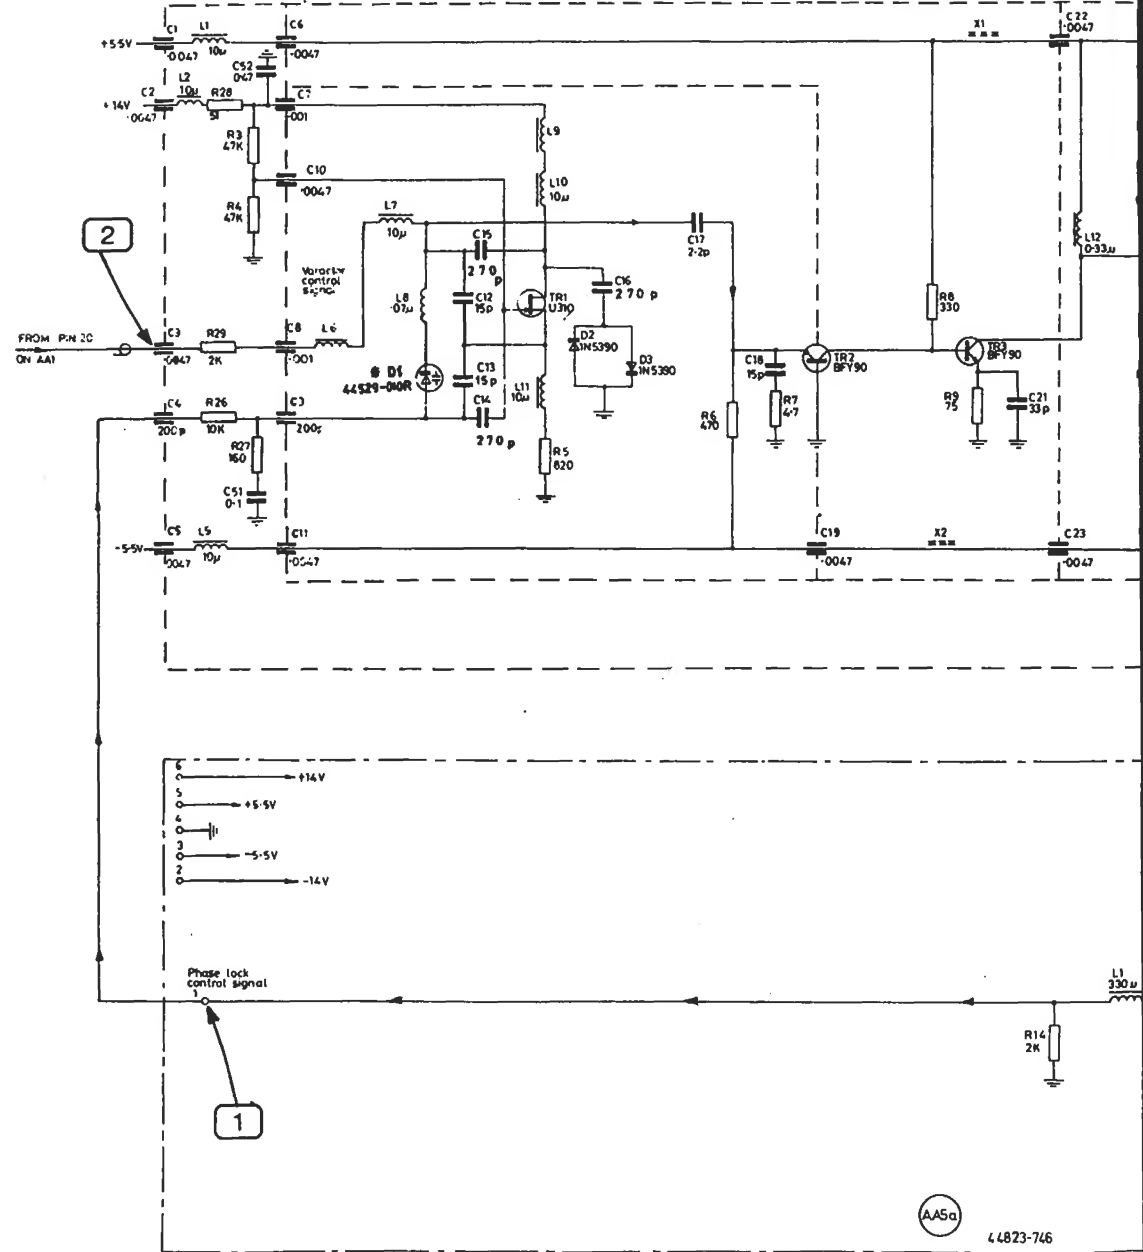 C1
L1
C6
+5·5V
·0047
10µ
·0047
X1
C22
·0047
C52
0·47
C2
L2
10µ
R28
51
C7
+14V
·0047
·001
R3
47K
L9
C10
·0047
L10
10µ
R4
47K
L7
10µ
C15
270p
C17
2·2p
L12
0·33µ
2
Varactor
control
signal
L8
·07µ
C12
15p
TR1
U310
C16
270p
R8
330
FROM PIN 20
ON AA1
C3
·0047
R29
2K
C8
·001
L6
D2
1N5390
D3
1N5390
C18
15p
TR2
BFY90
TR3
BFY90
D1
44529-010R
C13
15p
L11
10µ
R7
4·7
R9
75
C21
33p
C4
200p
R26
10K
200p
C14
270p
R6
470
R27
160
R5
820
C51
0·1
C5
-5·5V
·0047
L5
10µ
C11
·0047
C19
·0047
X2
C23
·0047
6
+14V
5
+5·5V
4
3
-5·5V
2
-14V
Phase lock
control signal
1
L1
330µ
R14
2K
1
AA5a
44823-746